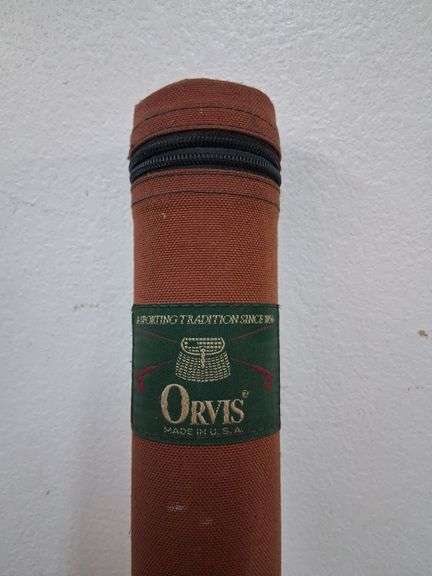 A SPORTING TRADITION SINCE 1856
ORVIS®
MADE IN U.S.A.